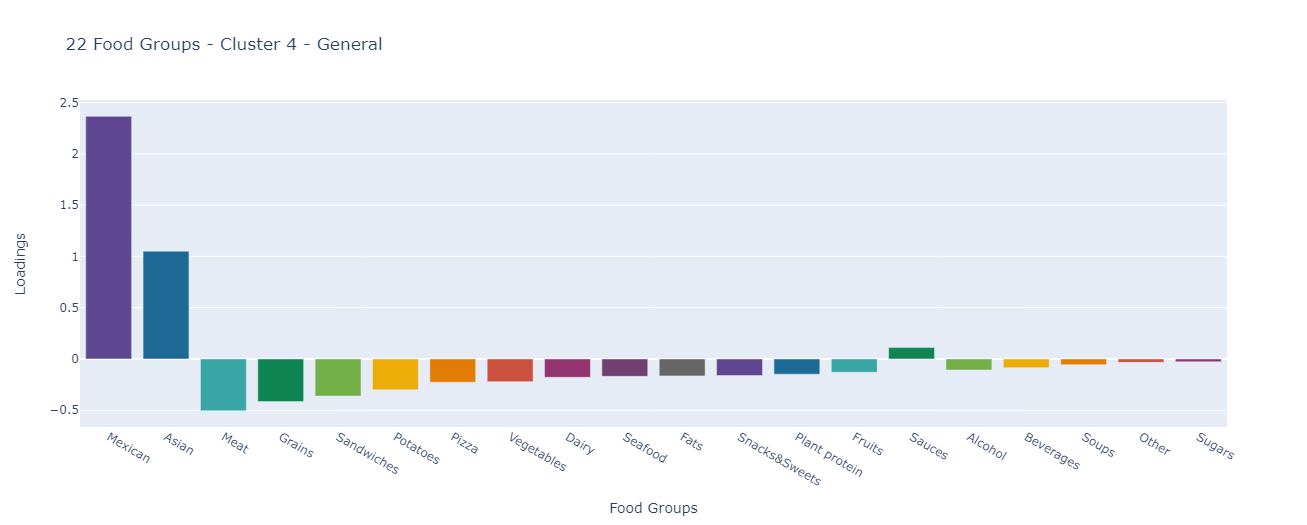 22 Food Groups - Cluster 4 - General
2.5
2
1.5
1
0.5
0
−0.5
Loadings
Mexican
Asian
Meat
Grains
Sandwiches
Potatoes
Pizza
Vegetables
Dairy
Seafood
Fats
Snacks&Sweets
Plant protein
Fruits
Sauces
Alcohol
Beverages
Soups
Other
Sugars
Food Groups